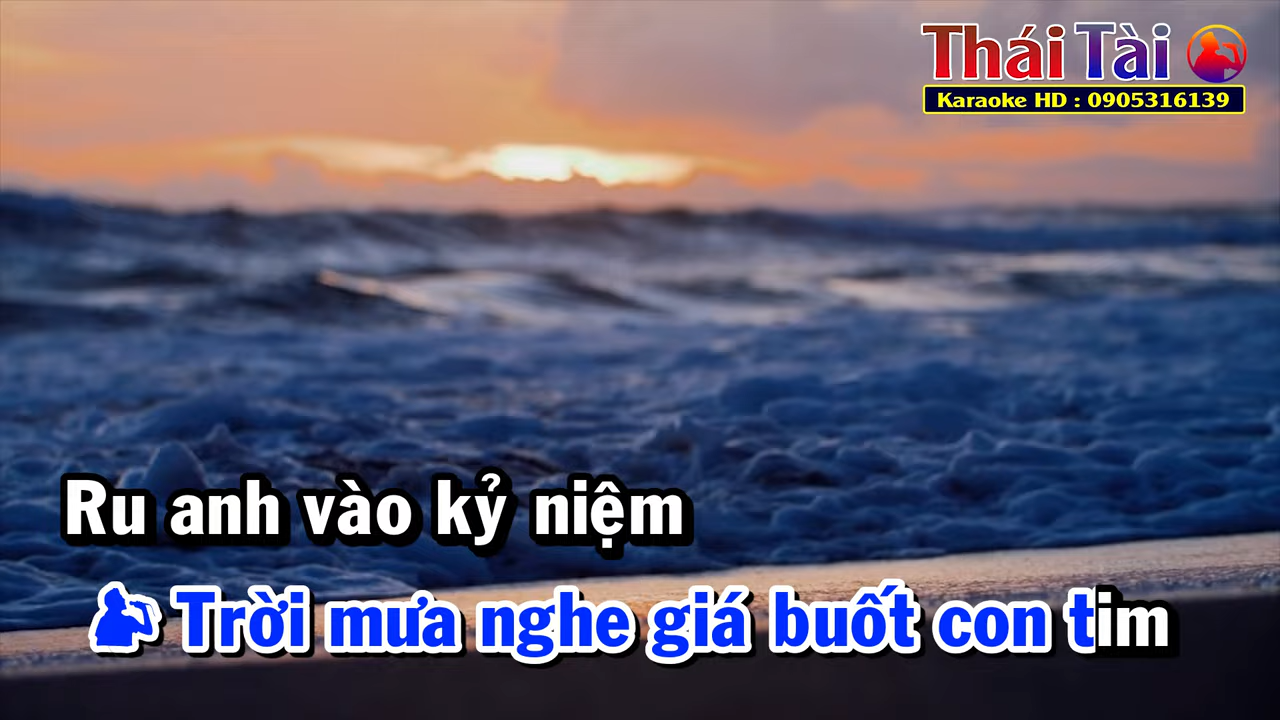 Thái Tài
Karaoke HD : 0905316139
Ru anh vào kỷ niệm
Trời mưa nghe giá buốt con tim